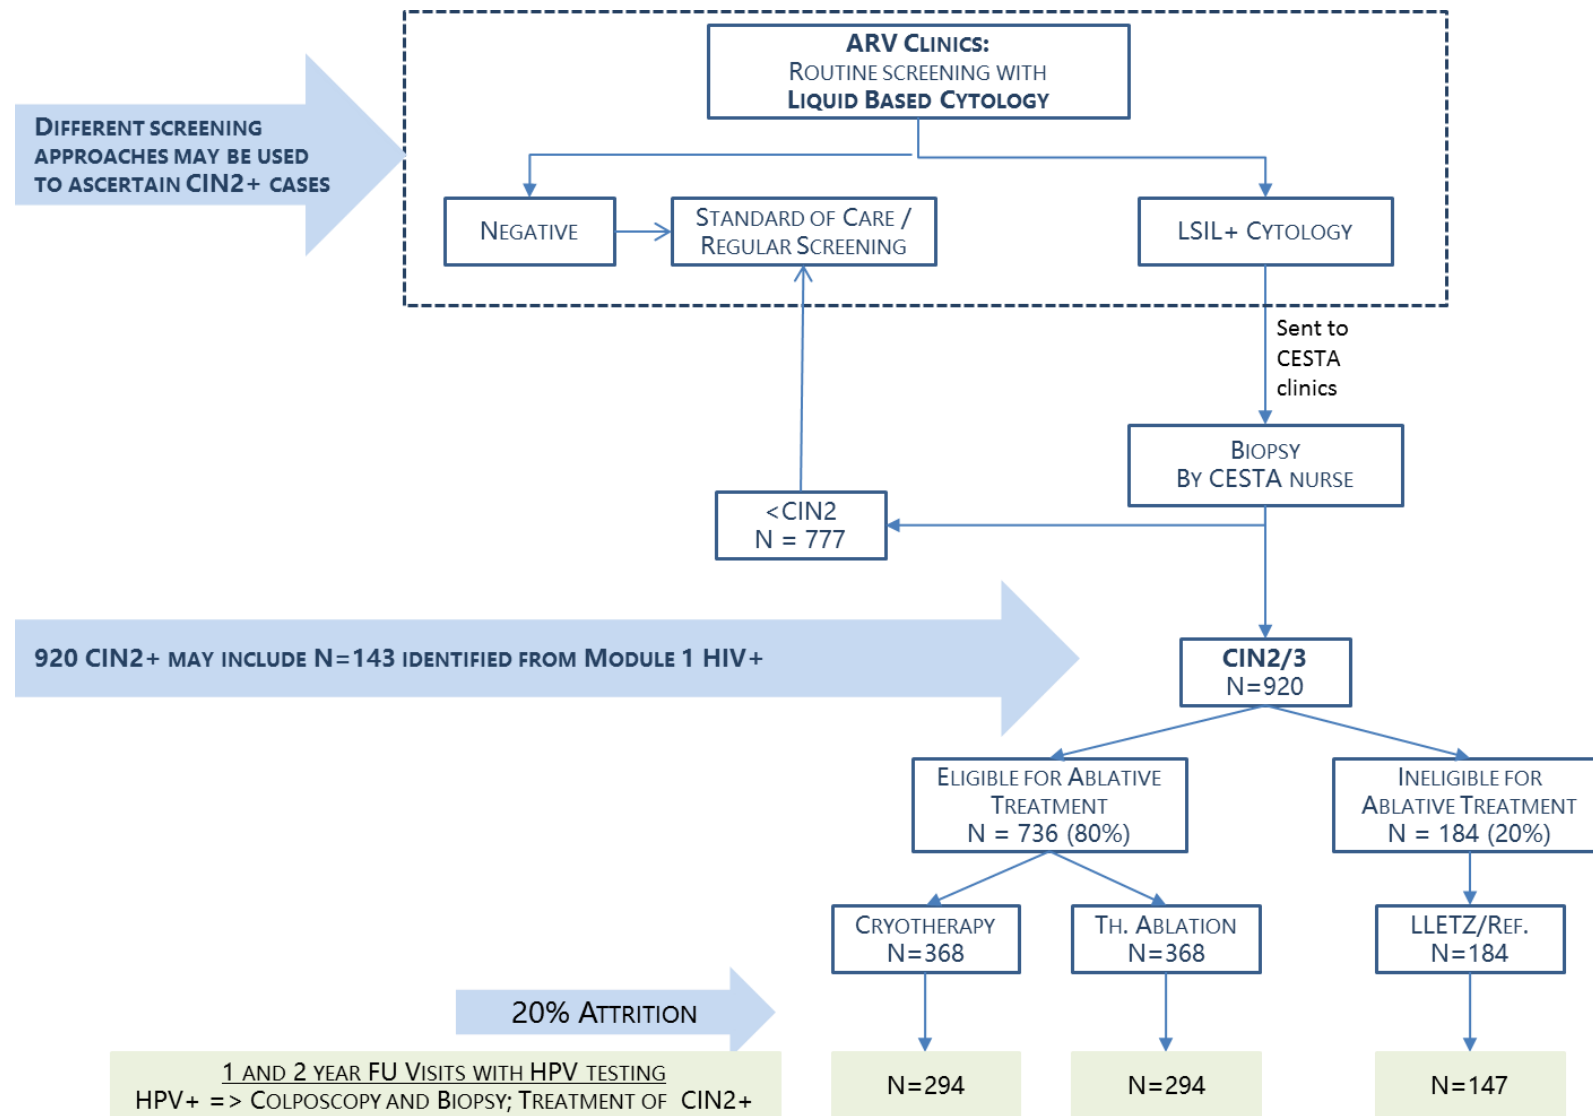 ARV CLINICS:
ROUTINE SCREENING WITH
LIQUID BASED CYTOLOGY
DIFFERENT SCREENING
APPROACHES MAY BE USED
TO ASCERTAIN CIN2+ CASES
NEGATIVE
STANDARD OF CARE /
REGULAR SCREENING
LSIL+ CYTOLOGY
Sent to
CESTA
clinics
BIOPSY
BY CESTA NURSE
<CIN2
N = 777
920 CIN2+ MAY INCLUDE N=143 IDENTIFIED FROM MODULE 1 HIV+
CIN2/3
N=920
ELIGIBLE FOR ABLATIVE
TREATMENT
N = 736 (80%)
INELIGIBLE FOR
ABLATIVE TREATMENT
N = 184 (20%)
CRYOTHERAPY
N=368
TH. ABLATION
N=368
LLETZ/REF.
N=184
20% ATTRITION
1 AND 2 YEAR FU VISITS WITH HPV TESTING
HPV+ => COLPOSCOPY AND BIOPSY; TREATMENT OF CIN2+
N=294
N=294
N=147